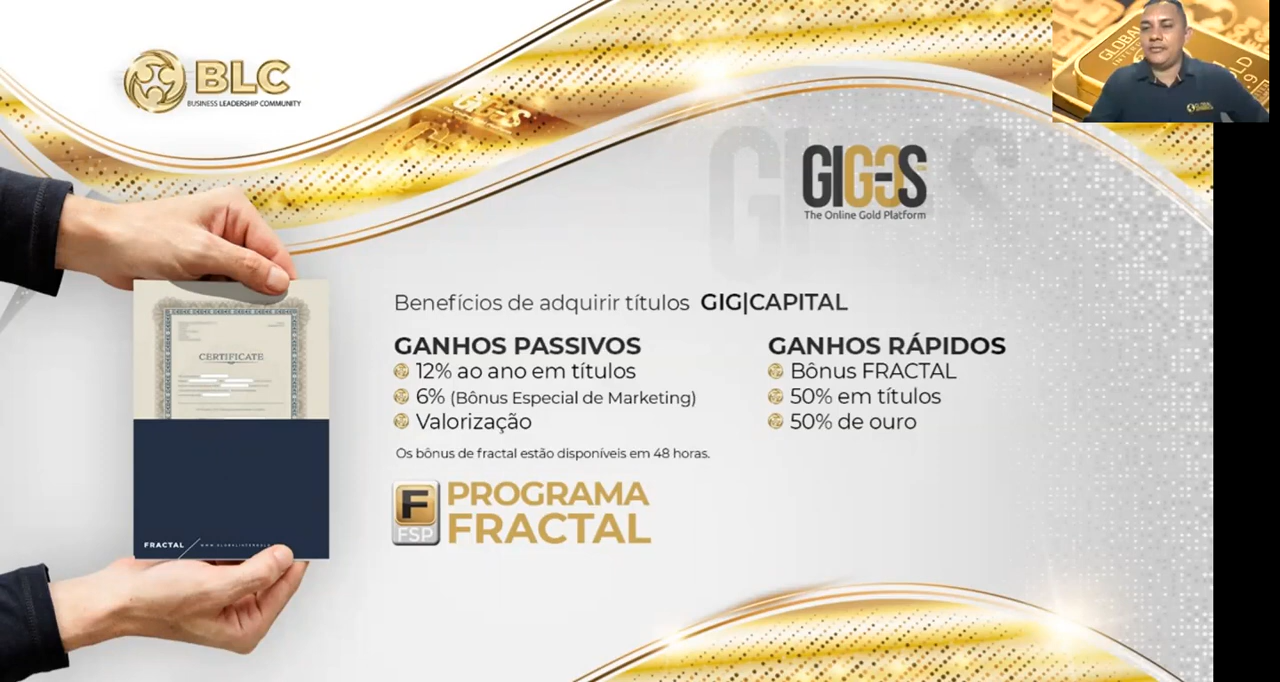 BLC
BUSINESS LEADERSHIP COMMUNITY
GLOBAL
GIGOS
The Online Gold Platform
Benefícios de adquirir títulos GIG|CAPITAL
GANHOS PASSIVOS
12% ao ano em títulos
6% (Bônus Especial de Marketing)
Valorização
Os bônus de fractal estão disponíveis em 48 horas.
GANHOS RÁPIDOS
Bônus FRACTAL
50% em títulos
50% de ouro
F
FSP
PROGRAMA
FRACTAL
CERTIFICATE
FRACTAL